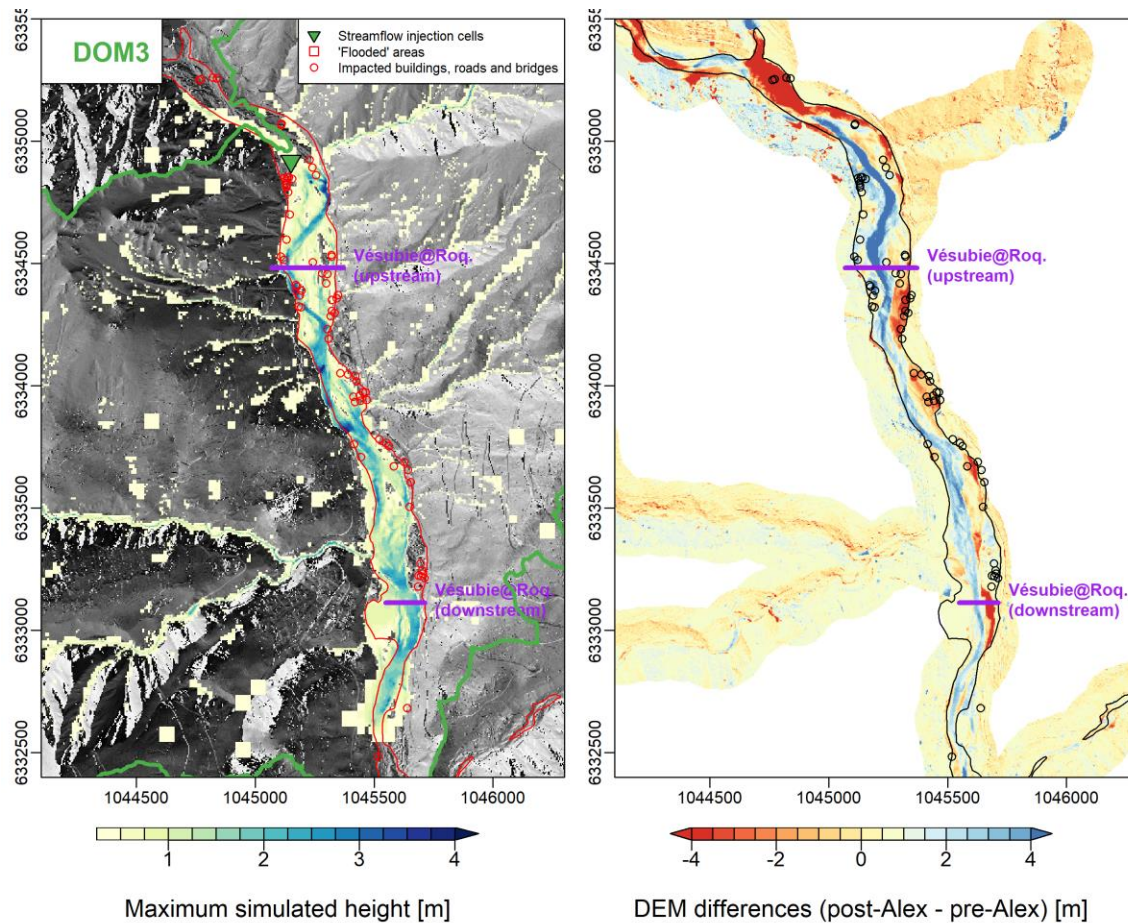 DOM3
Streamflow injection cells
'Flooded' areas
Impacted buildings, roads and bridges
6335500
6335000
6334500
6334000
6333500
6333000
6332500
Vésubie@Roq.
(upstream)
Vésubie@Roq.
(downstream)
1044500 1045000 1045500 1046000
1 2 3 4
Maximum simulated height [m]
6335000
6334500
6334000
6333500
6333000
6332500
Vésubie@Roq.
(upstream)
Vésubie@Roq.
(downstream)
1044500 1045000 1045500 1046000
-4 -2 0 2 4
DEM differences (post-Alex - pre-Alex) [m]